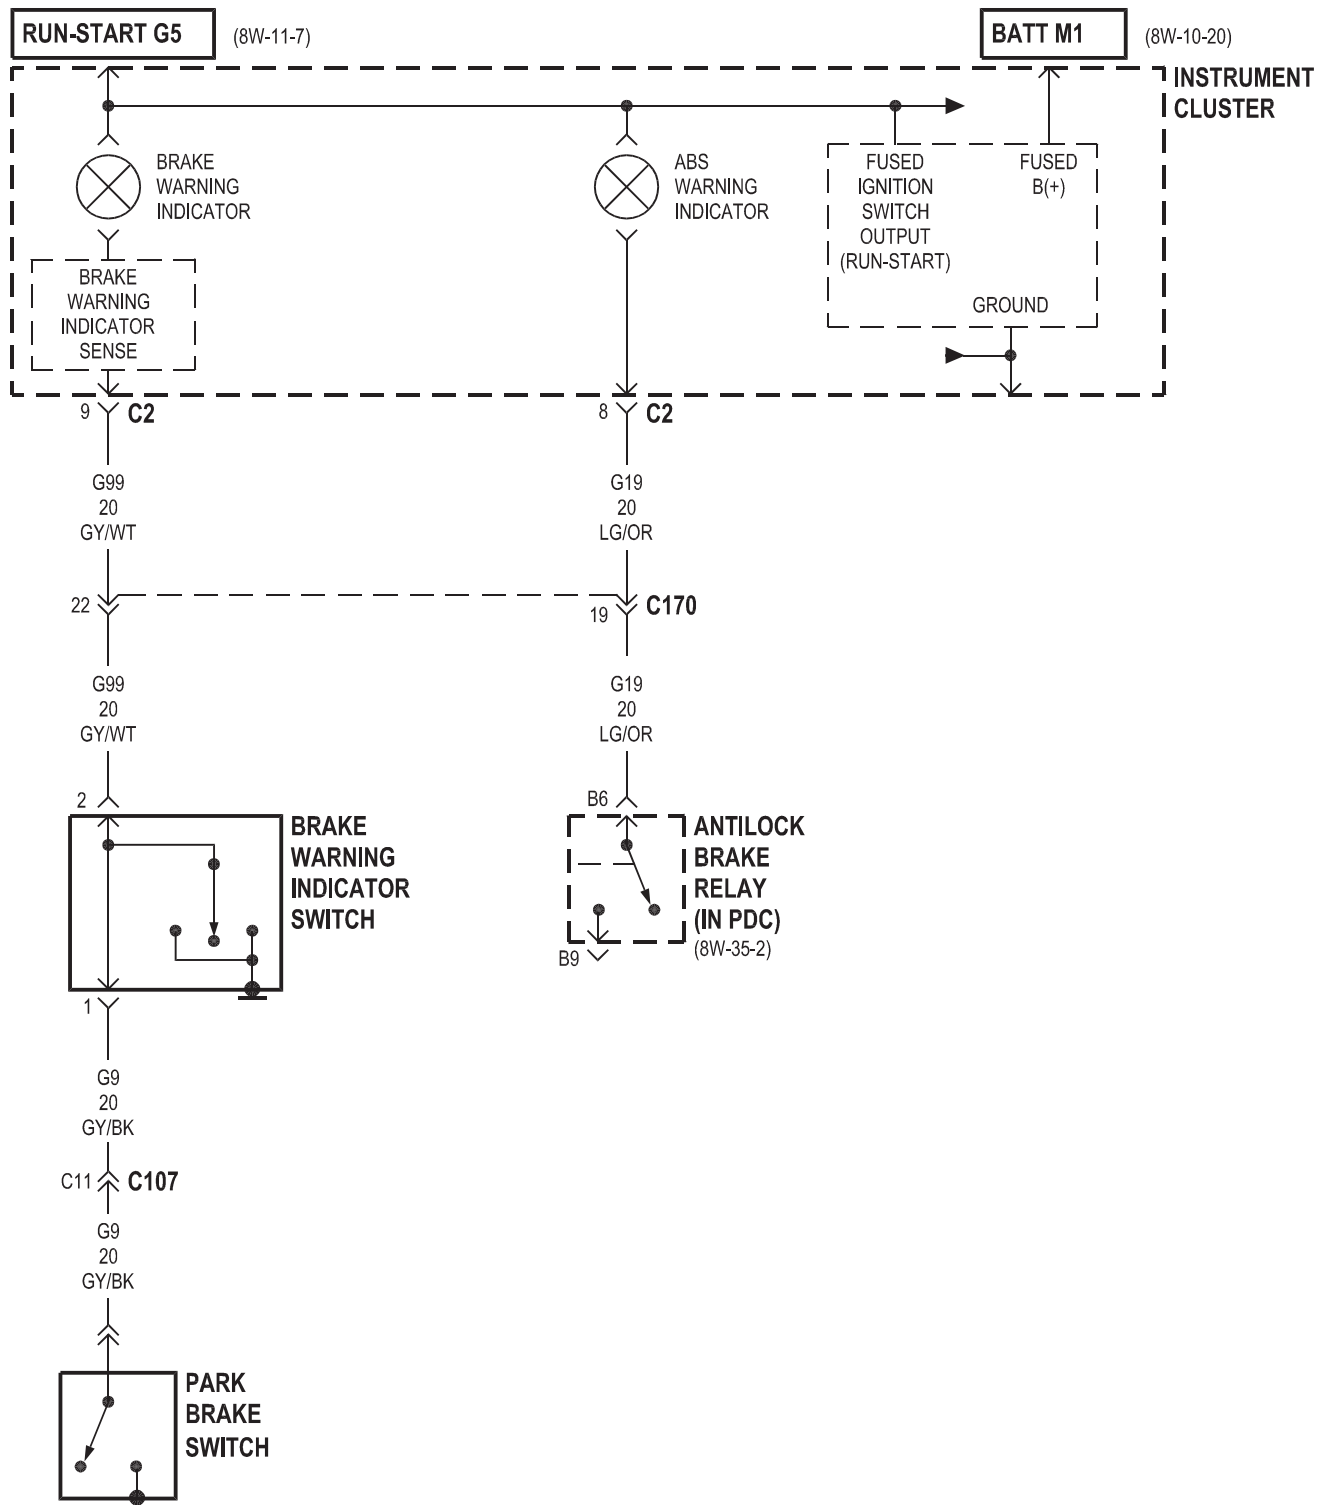 RUN-START G5
(8W-11-7)
BATT M1
(8W-10-20)
INSTRUMENT
CLUSTER
BRAKE
WARNING
INDICATOR
ABS
WARNING
INDICATOR
FUSED
IGNITION
SWITCH
OUTPUT
(RUN-START)
FUSED
B(+)
GROUND
BRAKE
WARNING
INDICATOR
SENSE
9
C2
8
C2
G99
20
GY/WT
G19
20
LG/OR
22
19
C170
G99
20
GY/WT
G19
20
LG/OR
2
BRAKE
WARNING
INDICATOR
SWITCH
B6
ANTILOCK
BRAKE
RELAY
(IN PDC)
(8W-35-2)
B9
1
G9
20
GY/BK
C11
C107
G9
20
GY/BK
PARK
BRAKE
SWITCH